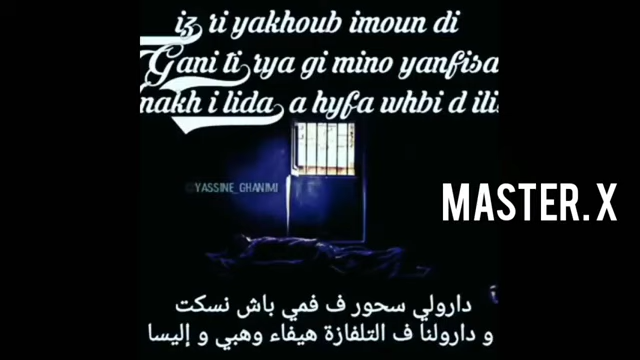 iz ri yakhoub imoun di
Gani ti rya gi mino yanfisa
makh i lida a hyfa whbi d ili
@YASSINE_GHANIMI
MASTER.X
دارولي سحور ف فمي باش نسكت
و دارولنا ف التلفازة هيفاء وهبي و إليسا